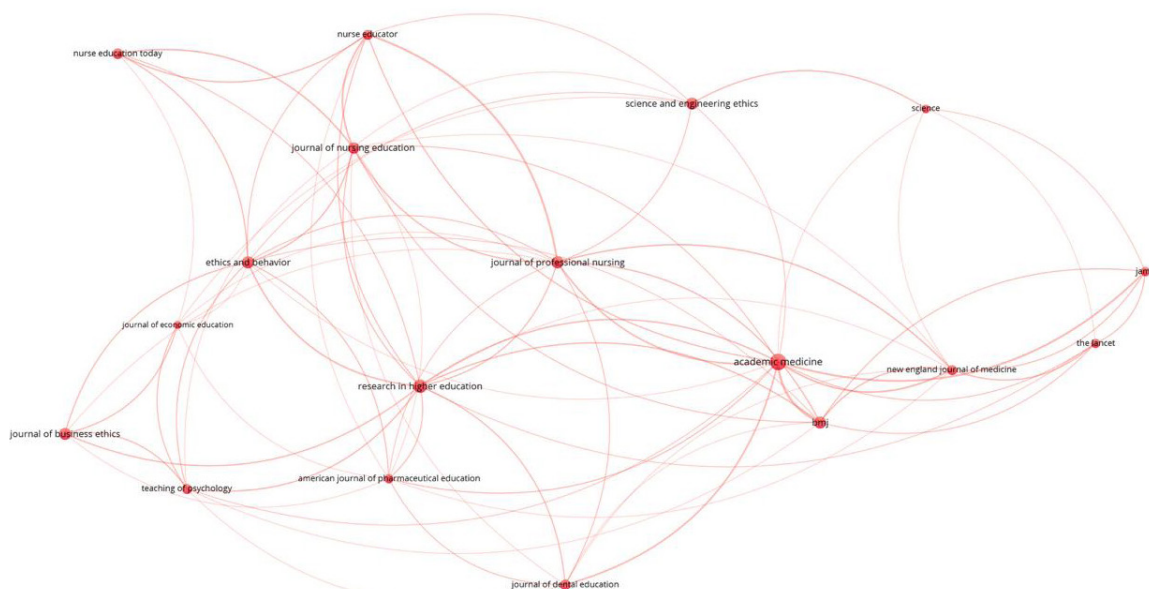 nurse educator
nurse education today
science and engineering ethics
science
journal of nursing education
ethics and behavior
journal of professional nursing
jam
journal of economic education
the lancet
academic medicine
new england journal of medicine
research in higher education
bmj
journal of business ethics
american journal of pharmaceutical education
teaching of psychology
journal of dental education